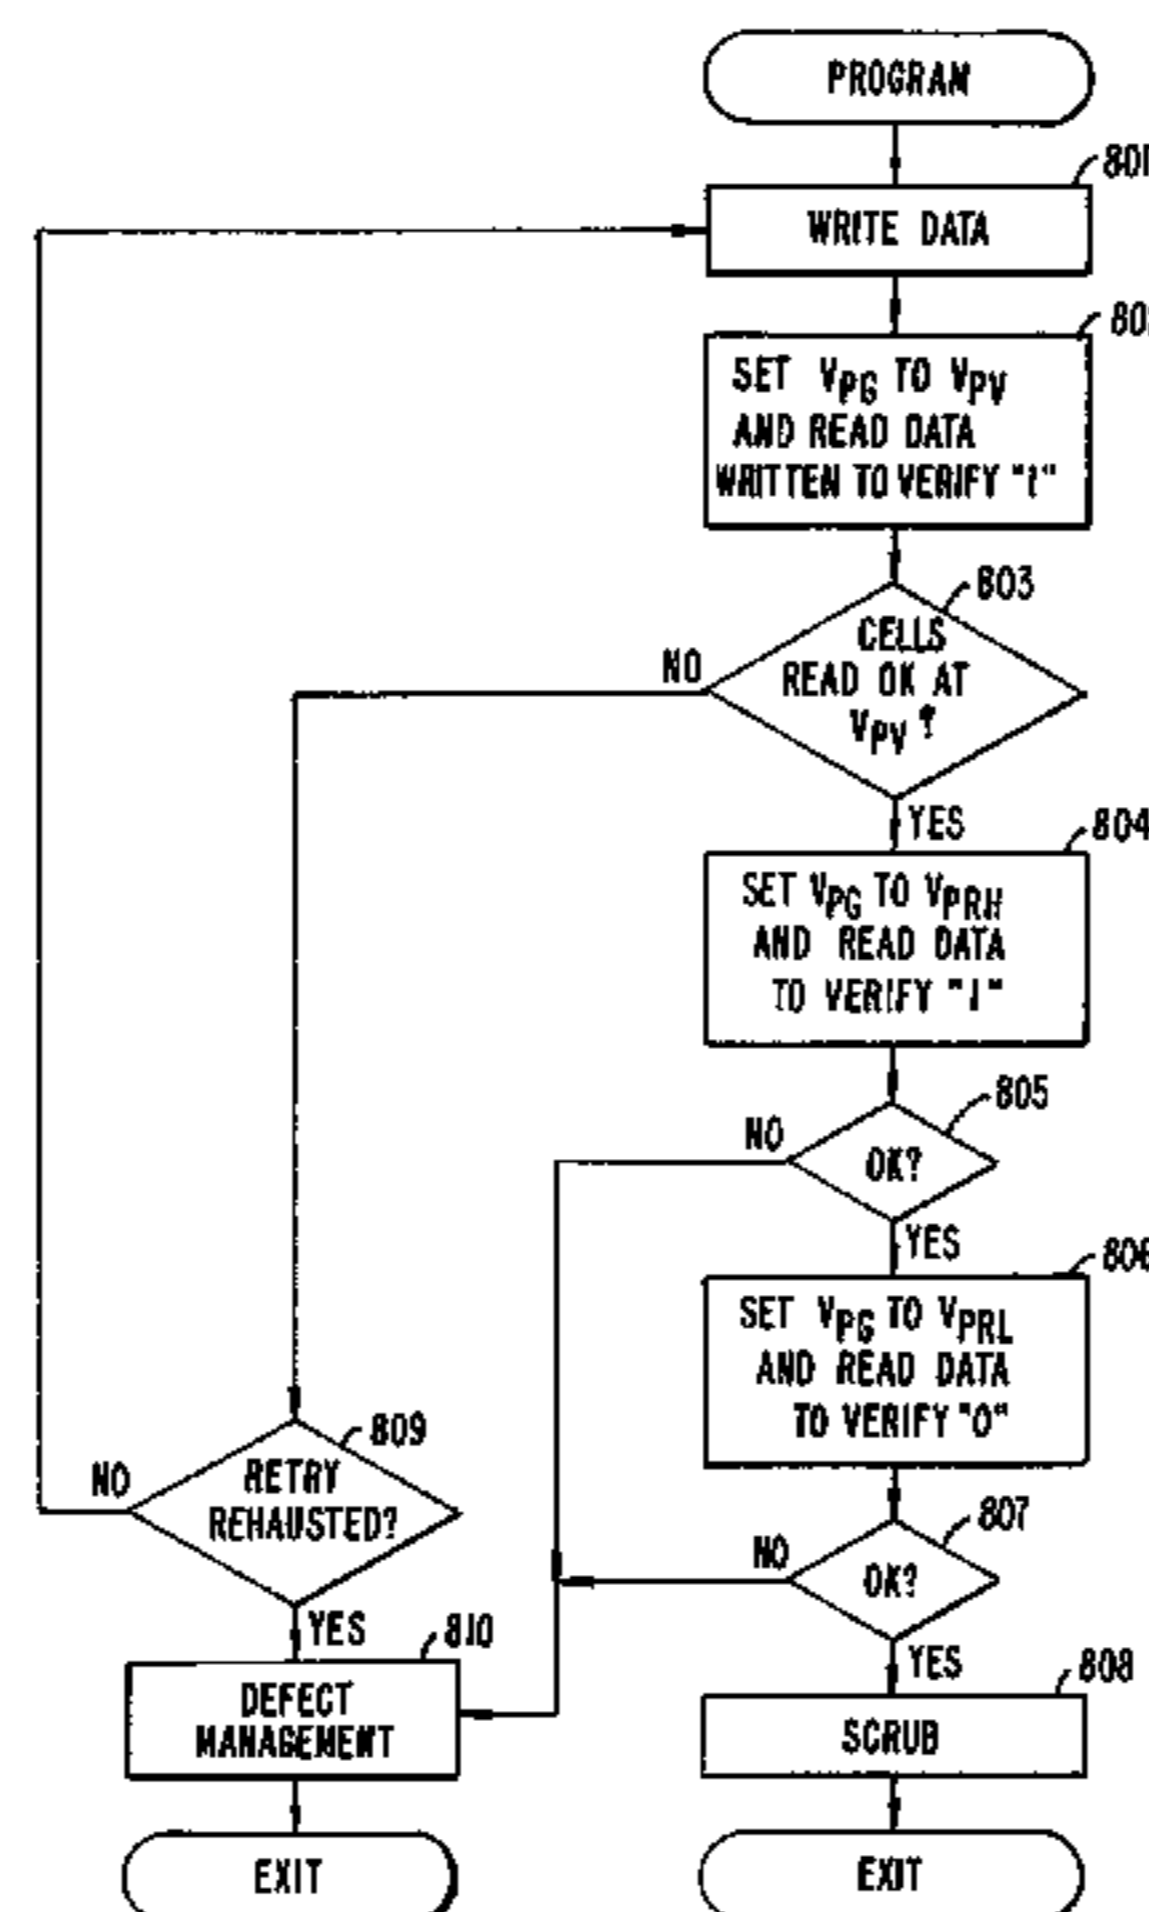 PROGRAM
801
WRITE DATA
SET VPG TO VPV
AND READ DATA
WRITTEN TO VERIFY "1"
803
CELLS
READ OK AT
VPV ?
NO
YES
804
SET VPG TO VPRH
AND READ DATA
TO VERIFY "1"
805
NO
OK?
YES
806
SET VPG TO VPRL
AND READ DATA
TO VERIFY "0"
807
NO
OK?
YES
808
SCRUB
EXIT
809
NO
RETRY
REHAUSTED?
YES
810
DEFECT
MANAGEMENT
EXIT